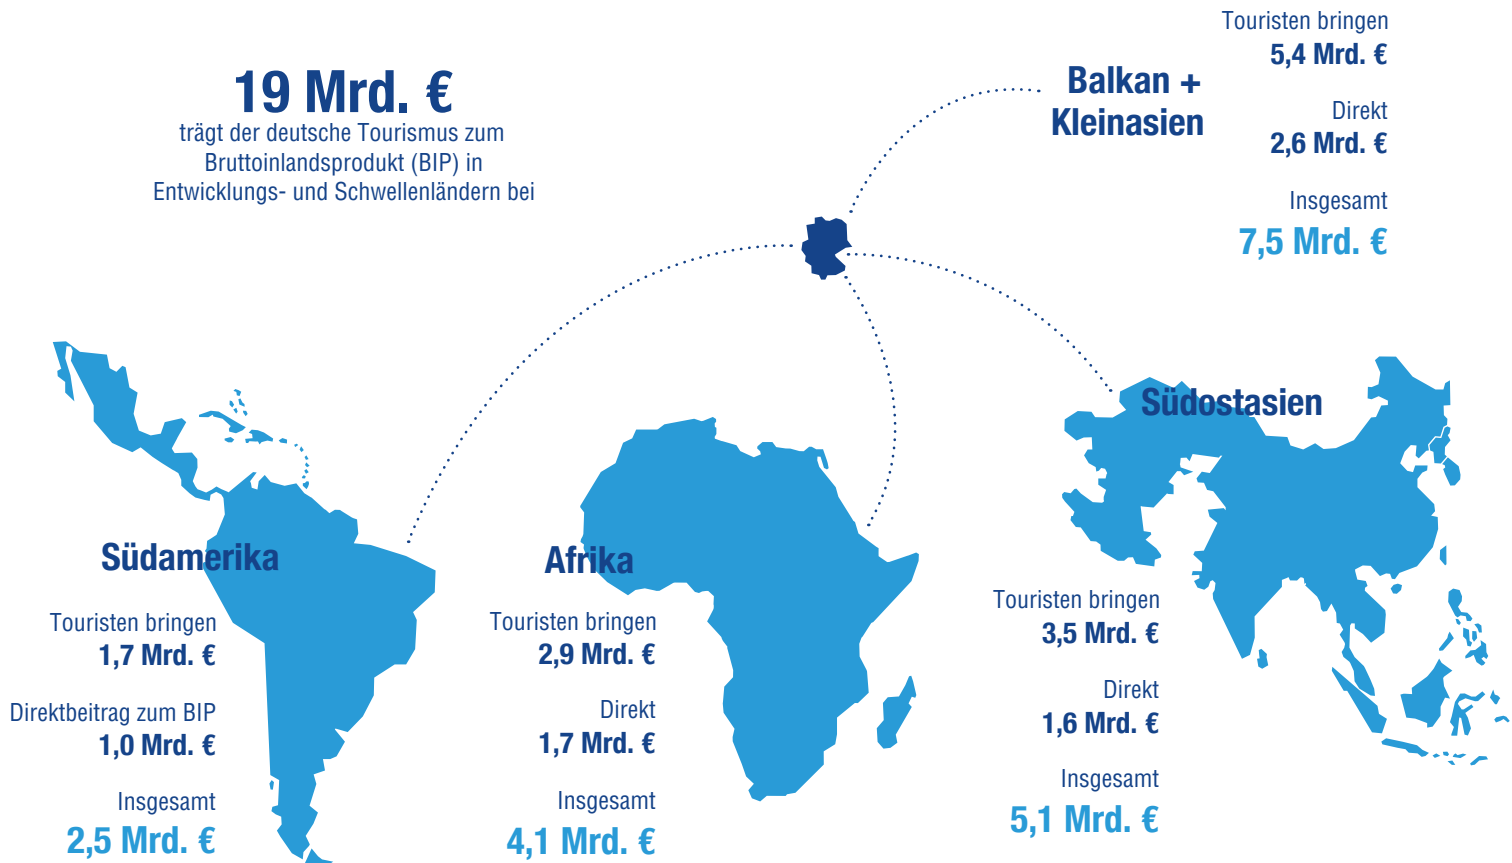 19 Mrd. €
trägt der deutsche Tourismus zum
Bruttoinlandsprodukt (BIP) in
Entwicklungs- und Schwellenländern bei
Balkan +
Kleinasien
Touristen bringen
5,4 Mrd. €
Direkt
2,6 Mrd. €
Insgesamt
7,5 Mrd. €
Südamerika
Touristen bringen
1,7 Mrd. €
Direktbeitrag zum BIP
1,0 Mrd. €
Insgesamt
2,5 Mrd. €
Afrika
Touristen bringen
2,9 Mrd. €
Direkt
1,7 Mrd. €
Insgesamt
4,1 Mrd. €
Südostasien
Touristen bringen
3,5 Mrd. €
Direkt
1,6 Mrd. €
Insgesamt
5,1 Mrd. €